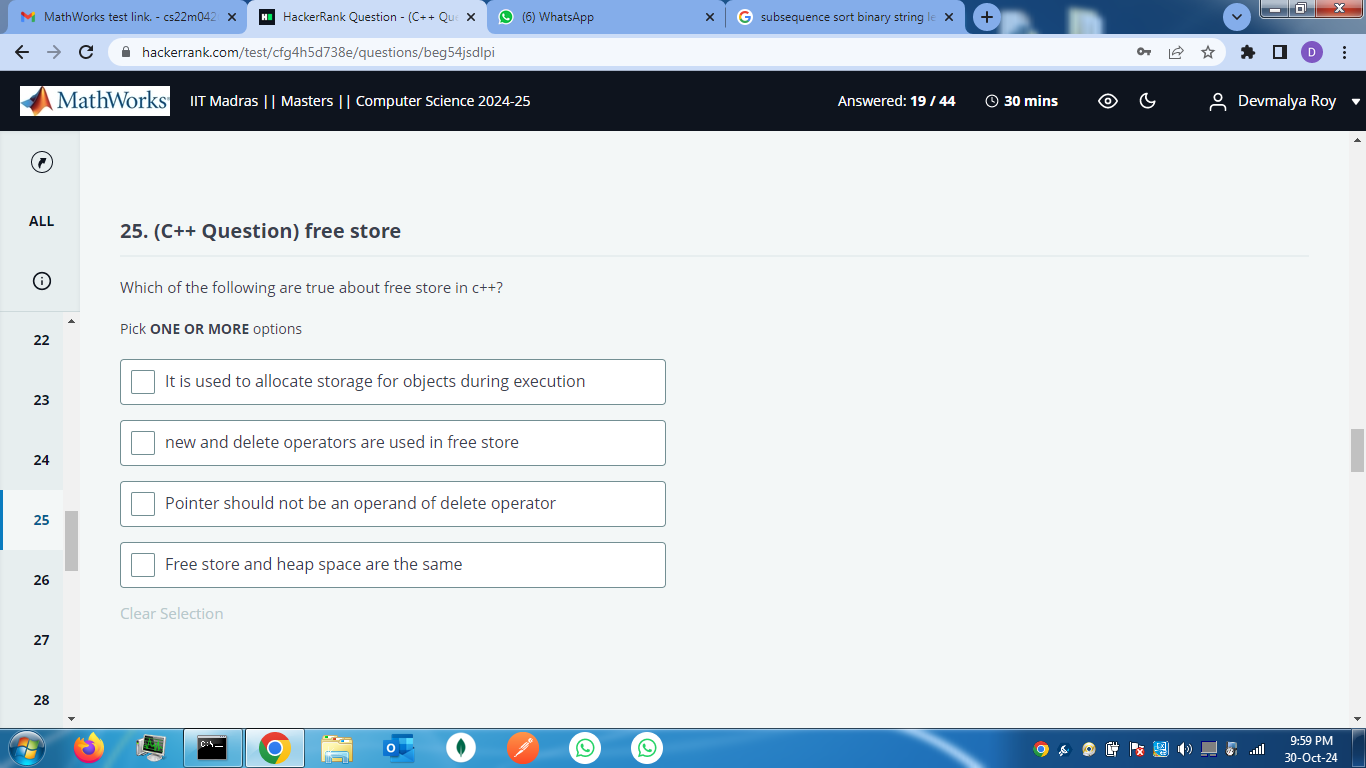 MathWorks test link. - cs22m042
HackerRank Question - (C++ Qu
(6) WhatsApp
subsequence sort binary string le
hackerrank.com/test/cfg4h5d738e/questions/beg54jsdlpi
D
MathWorks
IIT Madras || Masters || Computer Science 2024-25
Answered: 19 / 44
30 mins
Devmalya Roy
ALL
22
23
24
25
26
27
28
25. (C++ Question) free store
Which of the following are true about free store in c++?
Pick ONE OR MORE options
It is used to allocate storage for objects during execution
new and delete operators are used in free store
Pointer should not be an operand of delete operator
Free store and heap space are the same
Clear Selection
9:59 PM
30-Oct-24